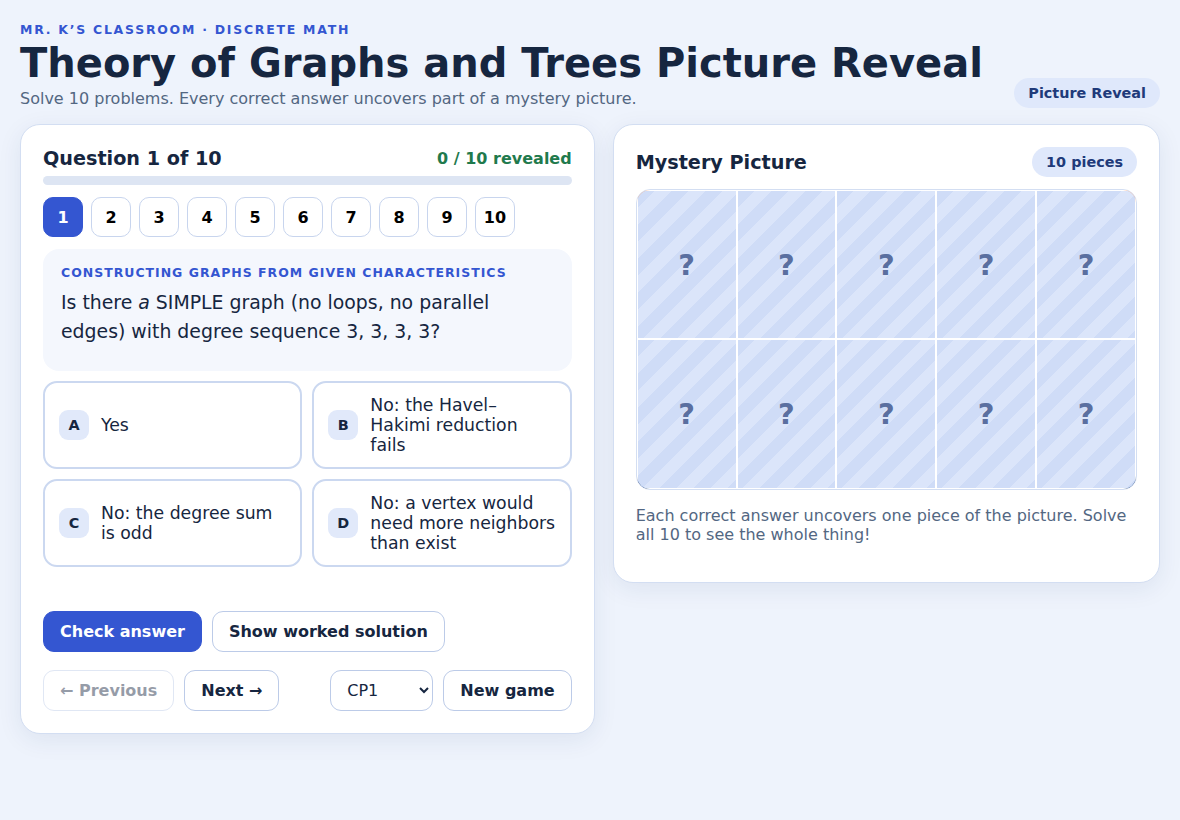 MR. K’S CLASSROOM · DISCRETE MATH
Theory of Graphs and Trees Picture Reveal
Solve 10 problems. Every correct answer uncovers part of a mystery picture.
Picture Reveal
Question 1 of 10
0 / 10 revealed
1 2 3 4 5 6 7 8 9 10
CONSTRUCTING GRAPHS FROM GIVEN CHARACTERISTICS
Is there a SIMPLE graph (no loops, no parallel
edges) with degree sequence 3, 3, 3, 3?
A Yes
B No: the Havel–
Hakimi reduction
fails
C No: the degree sum
is odd
D No: a vertex would
need more neighbors
than exist
Check answer
Show worked solution
← Previous
Next →
CP1
New game
Mystery Picture
10 pieces
? ? ? ? ?
? ? ? ? ?
Each correct answer uncovers one piece of the picture. Solve
all 10 to see the whole thing!